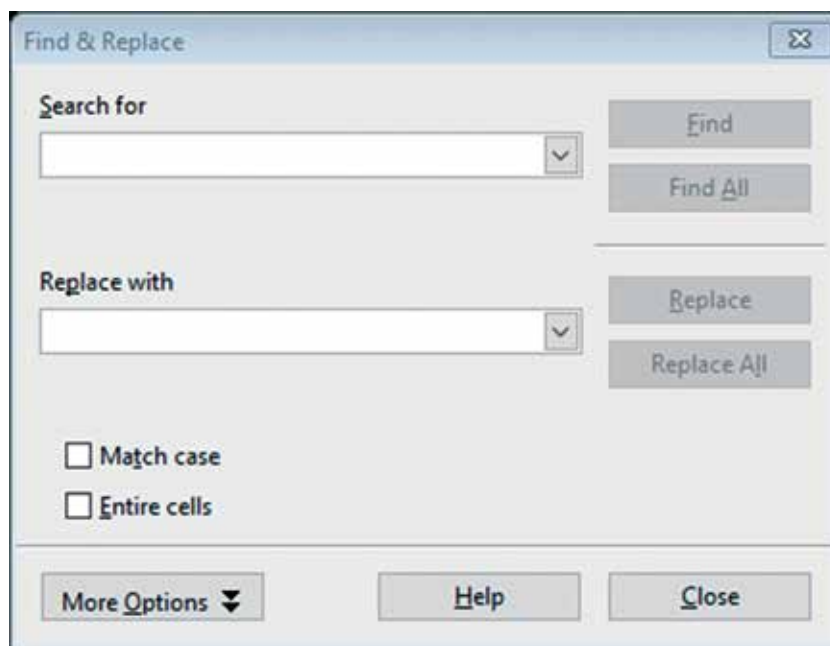 Find & Replace
Search for
Find
Find All
Replace with
Replace
Replace All
Match case
Entire cells
More Options
Help
Close